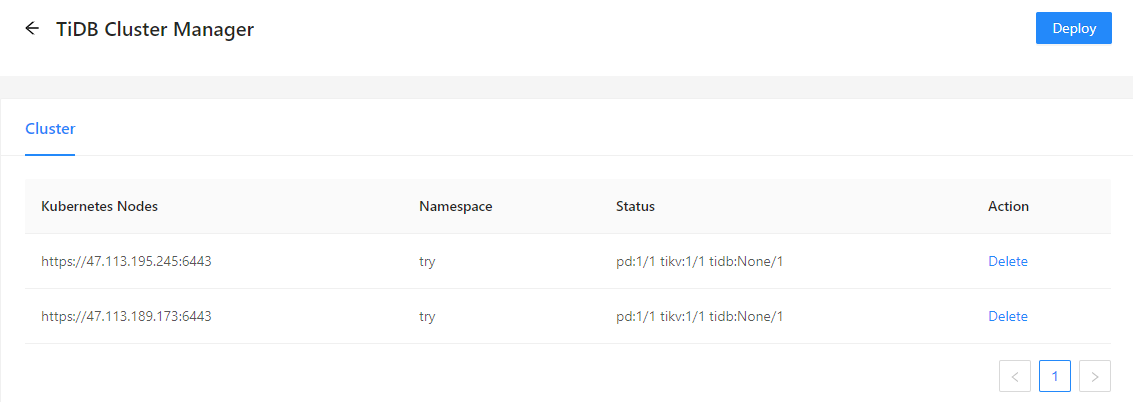 TiDB Cluster Manager
Deploy
Cluster
Kubernetes Nodes Namespace Status Action
https://47.113.195.245:6443 try pd:1/1 tikv:1/1 tidb:None/1 Delete
https://47.113.189.173:6443 try pd:1/1 tikv:1/1 tidb:None/1 Delete
1